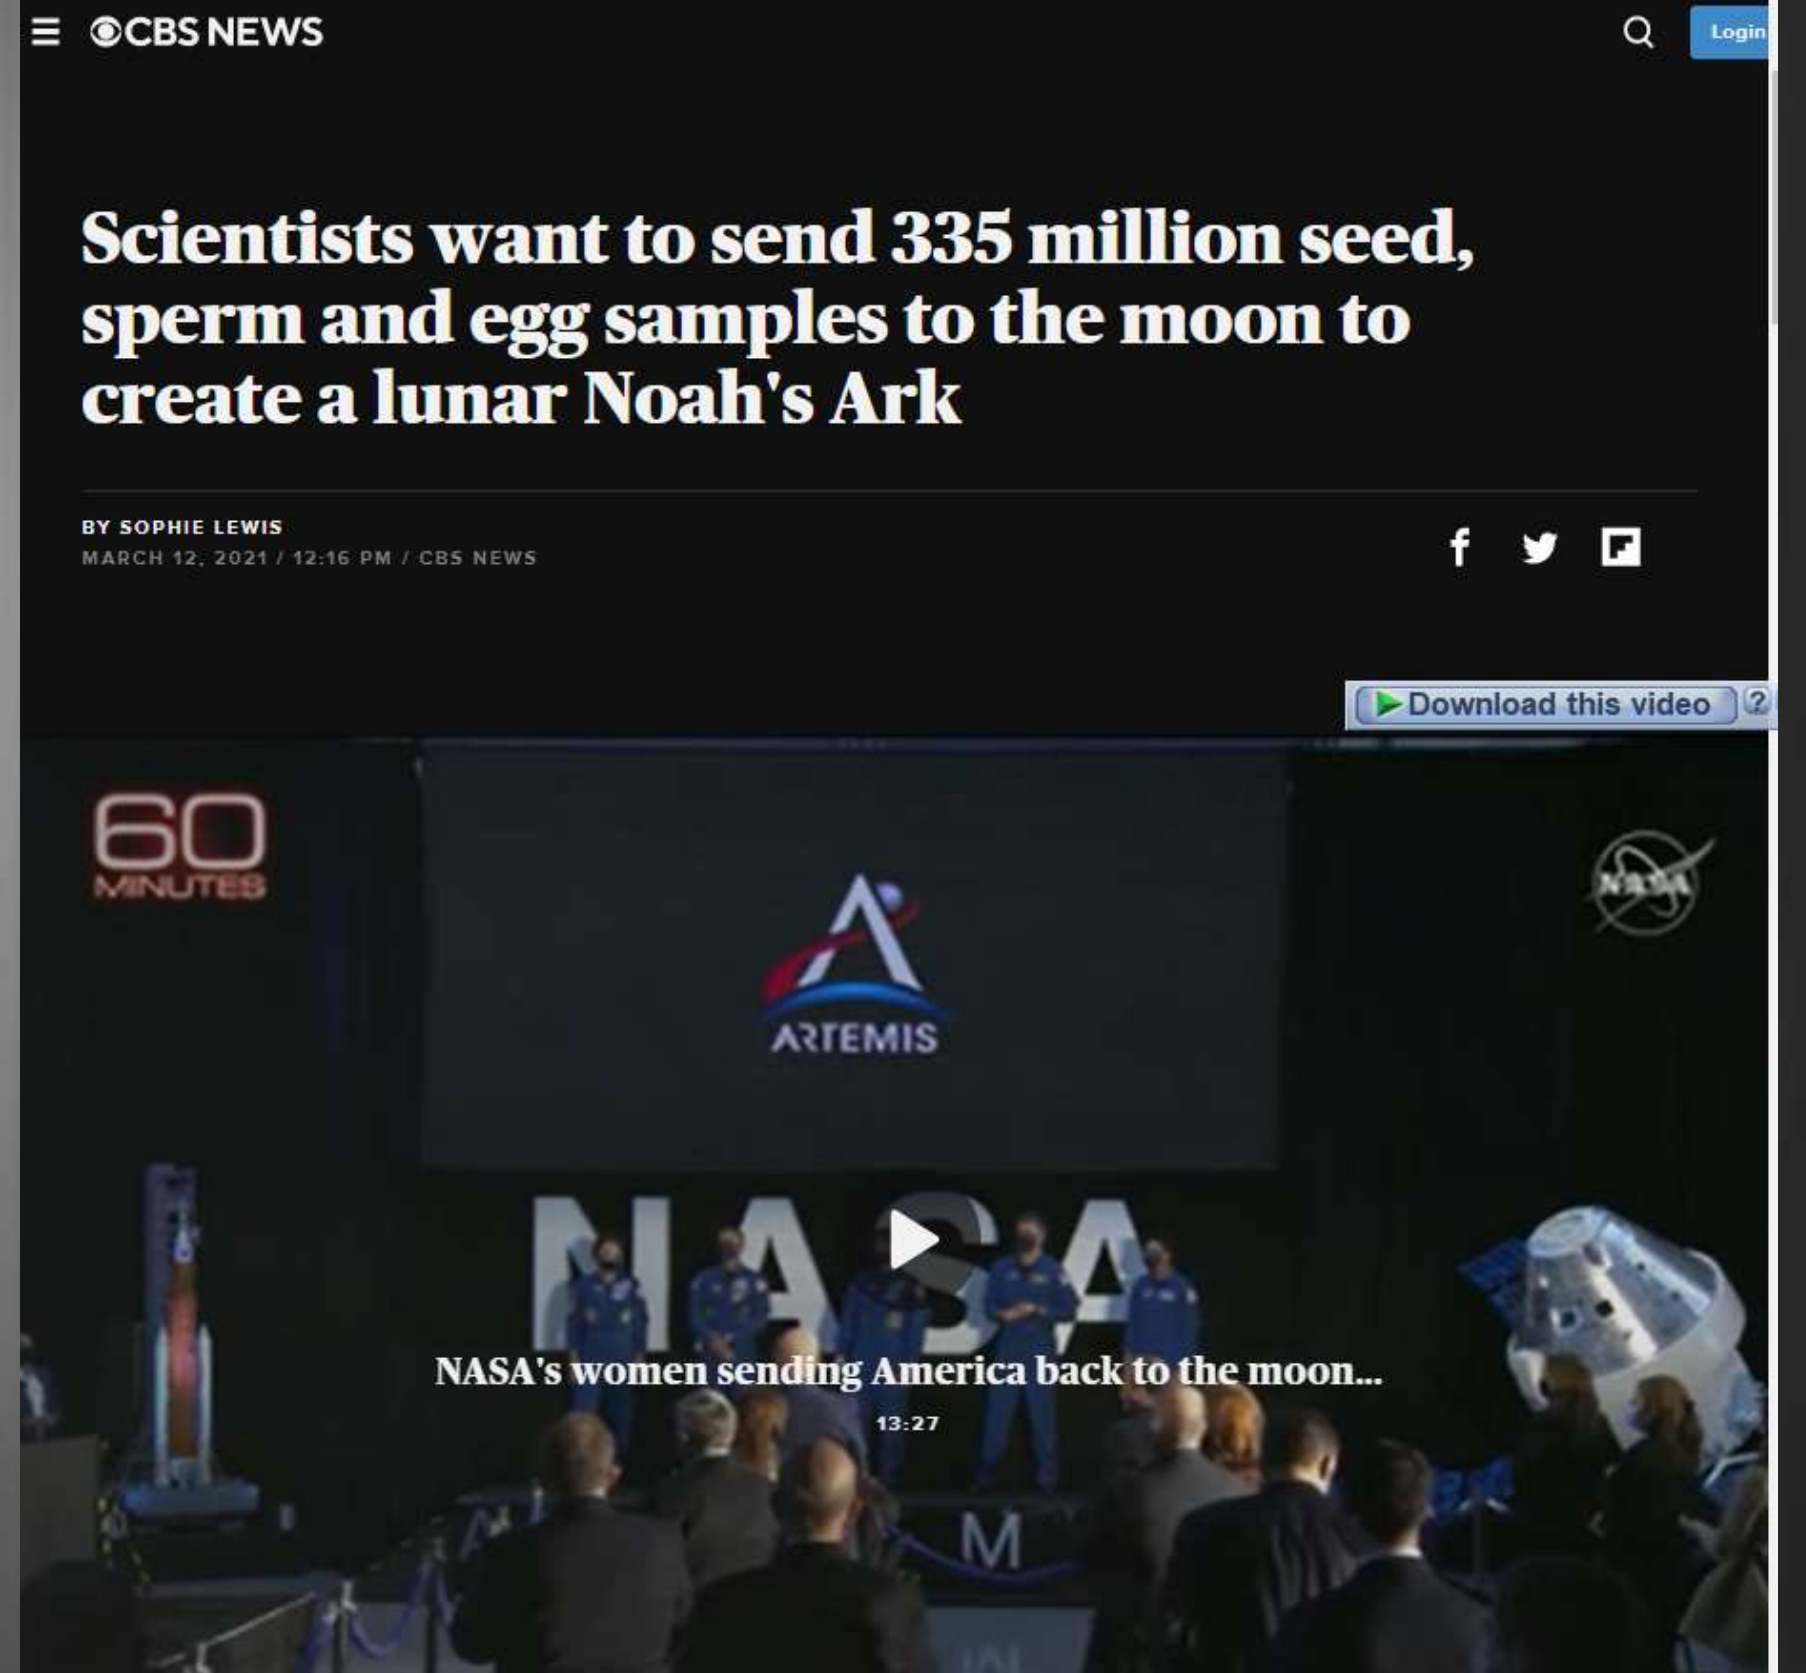 CBS NEWS
Login
Scientists want to send 335 million seed,
sperm and egg samples to the moon to
create a lunar Noah's Ark
BY SOPHIE LEWIS
MARCH 12, 2021 / 12:16 PM / CBS NEWS
Download this video ?
60
MINUTES
NASA
ARTEMIS
NASA
NASA's women sending America back to the moon...
13:27
M